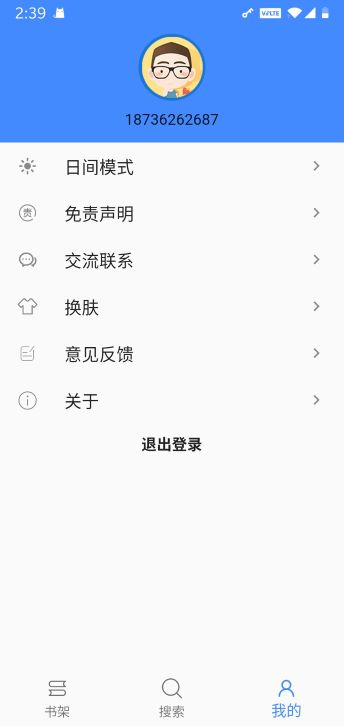 2:39
VoLTE
18736262687
日间模式
责
免责声明
交流联系
换肤
意见反馈
关于
退出登录
书架
搜索
我的